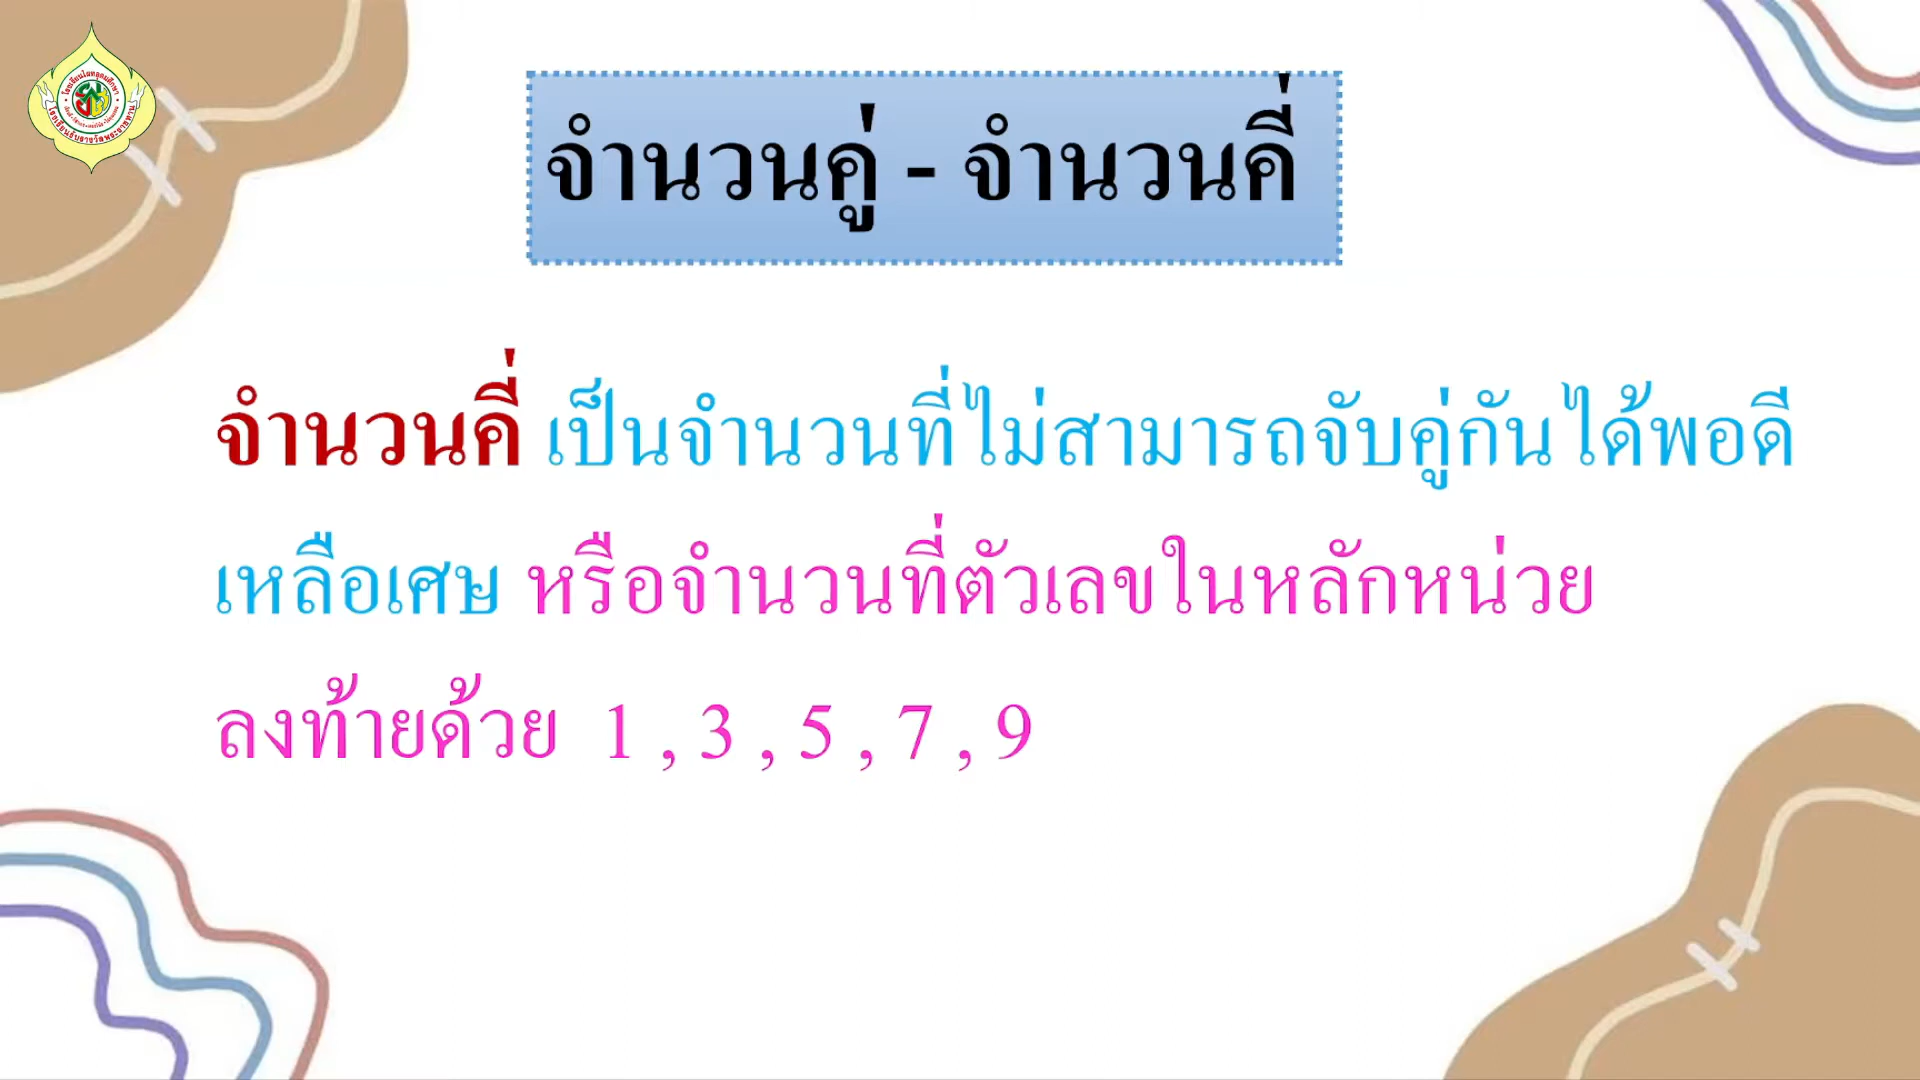 จำนวนคู่ - จำนวนคี่
จำนวนคี่ เป็นจำนวนที่ไม่สามารถจับคู่กันได้พอดี
เหลือเศษ หรือจำนวนที่ตัวเลขในหลักหน่วย
ลงท้ายด้วย 1 , 3 , 5 , 7 , 9